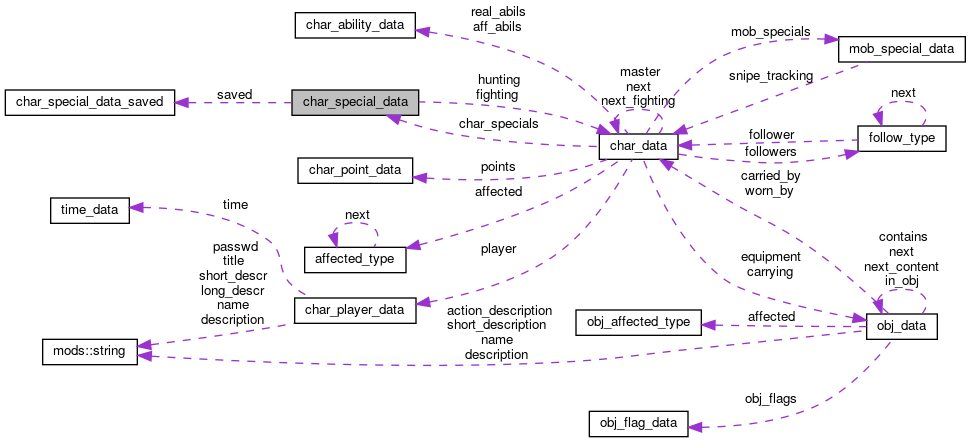 char_ability_data
real_abils
aff_abils
mob_specials
mob_special_data
char_special_data_saved
saved
char_special_data
hunting
fighting
char_specials
master
next
next_fighting
snipe_tracking
next
char_data
follower
followers
follow_type
char_point_data
points
affected
carried_by
worn_by
time_data
time
next
affected_type
player
equipment
carrying
contains
next
next_content
in_obj
passwd
title
short_descr
long_descr
name
description
char_player_data
action_description
short_description
name
description
obj_affected_type
affected
obj_data
mods::string
obj_flags
obj_flag_data